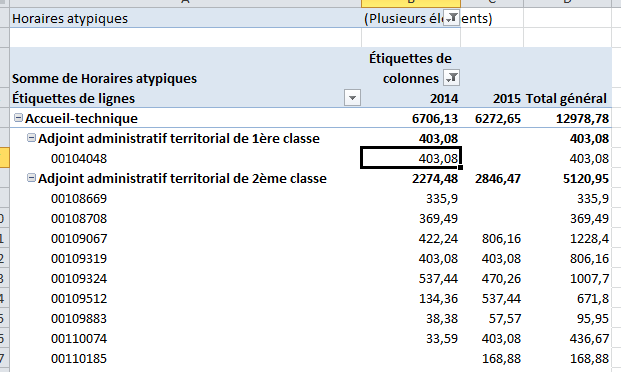 A B C D
Horaires atypiques (Plusieurs élé ents)
Étiquettes de
Somme de Horaires atypiques colonnes
Étiquettes de lignes 2014 2015 Total général
Accueil-technique 6706,13 6272,65 12978,78
Adjoint administratif territorial de 1ère classe 403,08 403,08
00104048 403,08 403,08
Adjoint administratif territorial de 2ème classe 2274,48 2846,47 5120,95
00108669 335,9 335,9
00108708 369,49 369,49
00109067 422,24 806,16 1228,4
00109319 403,08 403,08 806,16
00109324 537,44 470,26 1007,7
00109512 134,36 537,44 671,8
00109883 38,38 57,57 95,95
00110074 33,59 403,08 436,67
00110185 168,88 168,88